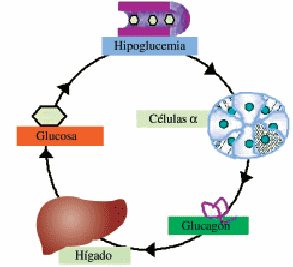 Hipoglucemia
Células α
Glucagón
Hígado
Glucosa